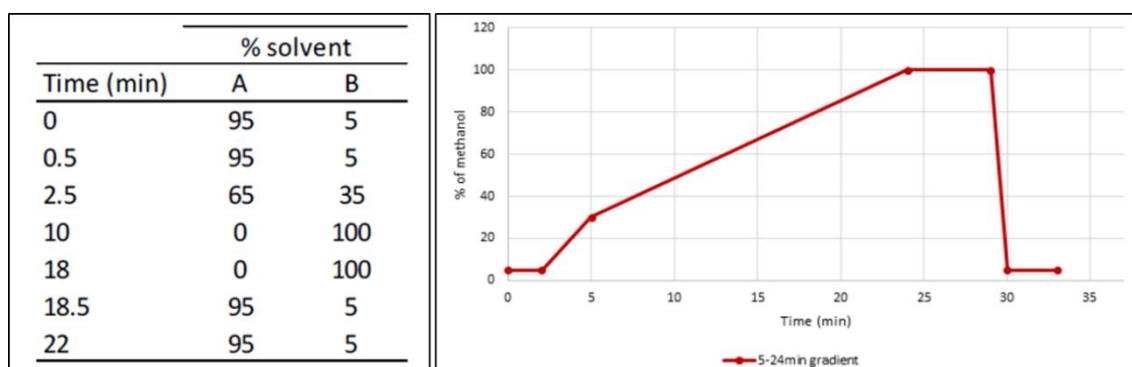 % solvent
Time (min) A B
0 95 5
0.5 95 5
2.5 65 35
10 0 100
18 0 100
18.5 95 5
22 95 5
120
100
80
60
40
20
0
% of methanol
0 5 10 15 20 25 30 35
Time (min)
5-24min gradient